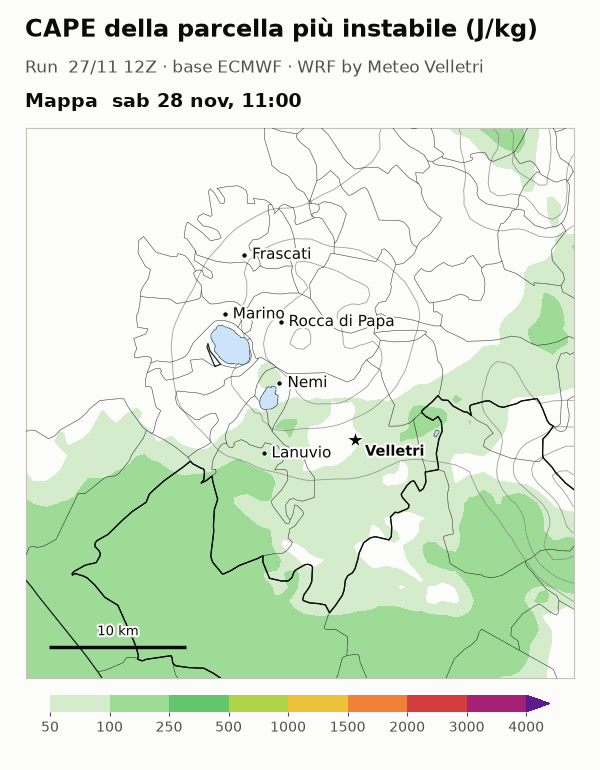 CAPE della parcella più instabile (J/kg)
Run  27/11 12Z · base ECMWF · WRF by Meteo Velletri
Mappa  sab 28 nov, 11:00
Frascati
Marino
Rocca di Papa
Nemi
Velletri
Lanuvio
10 km
50 100 250 500 1000 1500 2000 3000 4000